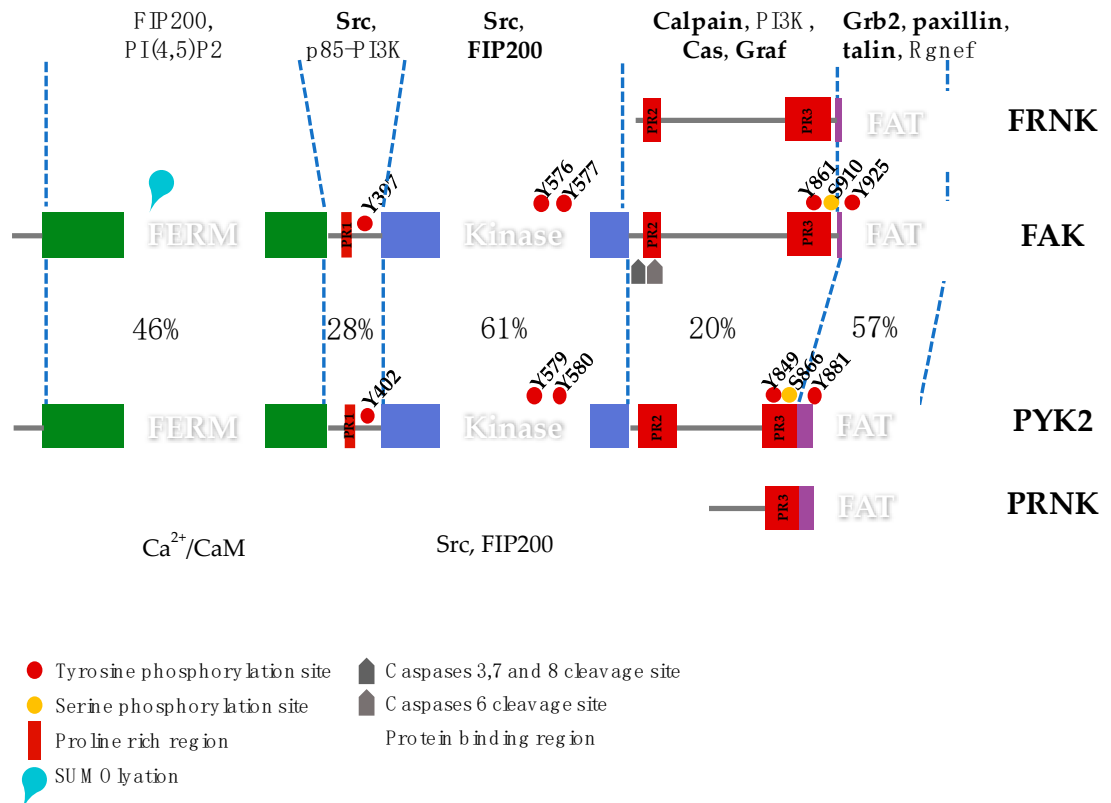 FIP200,
PI(4,5)P2
Src,
p85-PI3K
Src,
FIP200
Calpain, PI3K,
Cas, Graf
Grb2, paxillin,
talin, Rgnef
PR2
PR3
FAT
FRNK
Y397
Y576
Y577
Y861
S910
Y925
FERM
PR1
Kinase
PR2
PR3
FAT
FAK
46%
28%
61%
20%
57%
Y402
Y579
Y580
Y849
S866
Y881
FERM
PR1
Kinase
PR2
PR3
FAT
PYK2
PR3
FAT
PRNK
Ca2+/CaM
Src, FIP200
Tyrosine phosphorylation site
Caspases 3,7 and 8 cleavage site
Serine phosphorylation site
Caspases 6 cleavage site
Proline rich region
Protein binding region
SUMOlyation